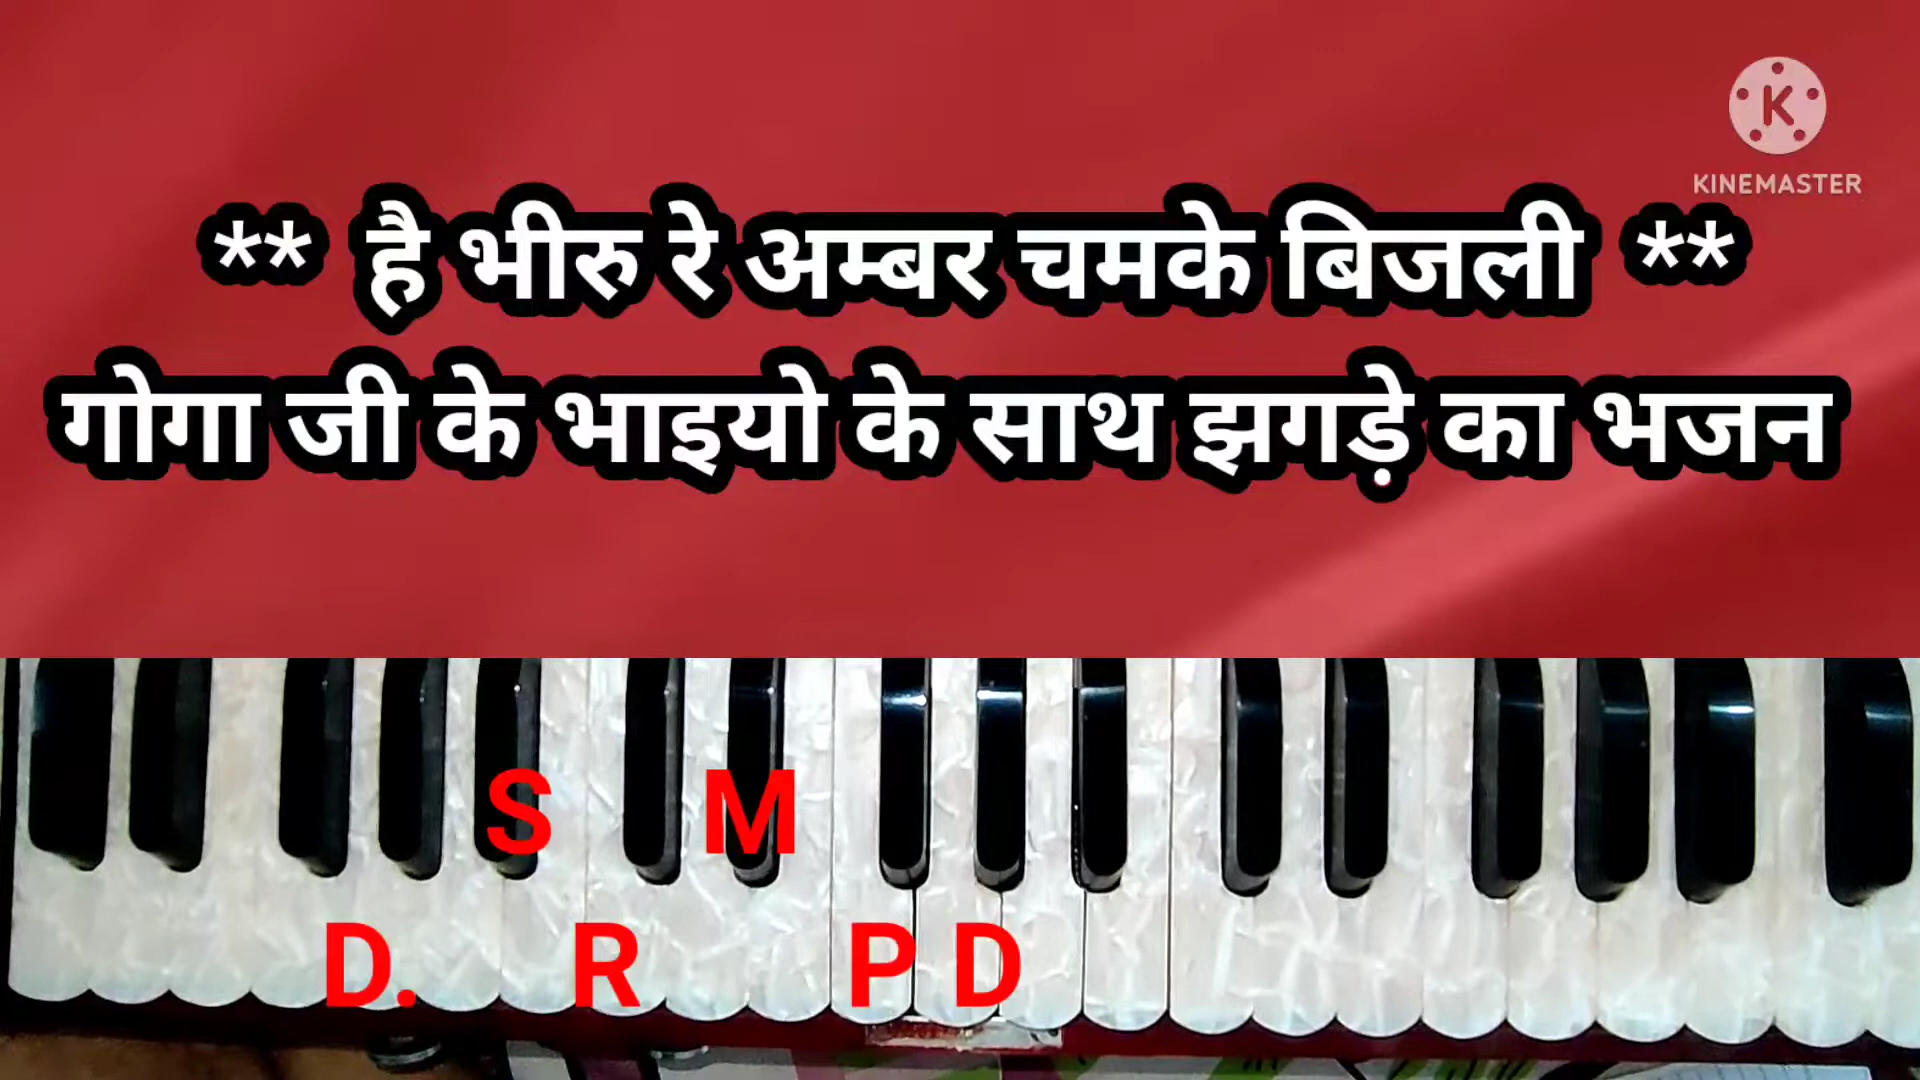 K
KINEMASTER
** है भीरु रे अम्बर चमके बिजली **
गोगा जी के भाइयो के साथ झगड़े का भजन
S M
D. R P D